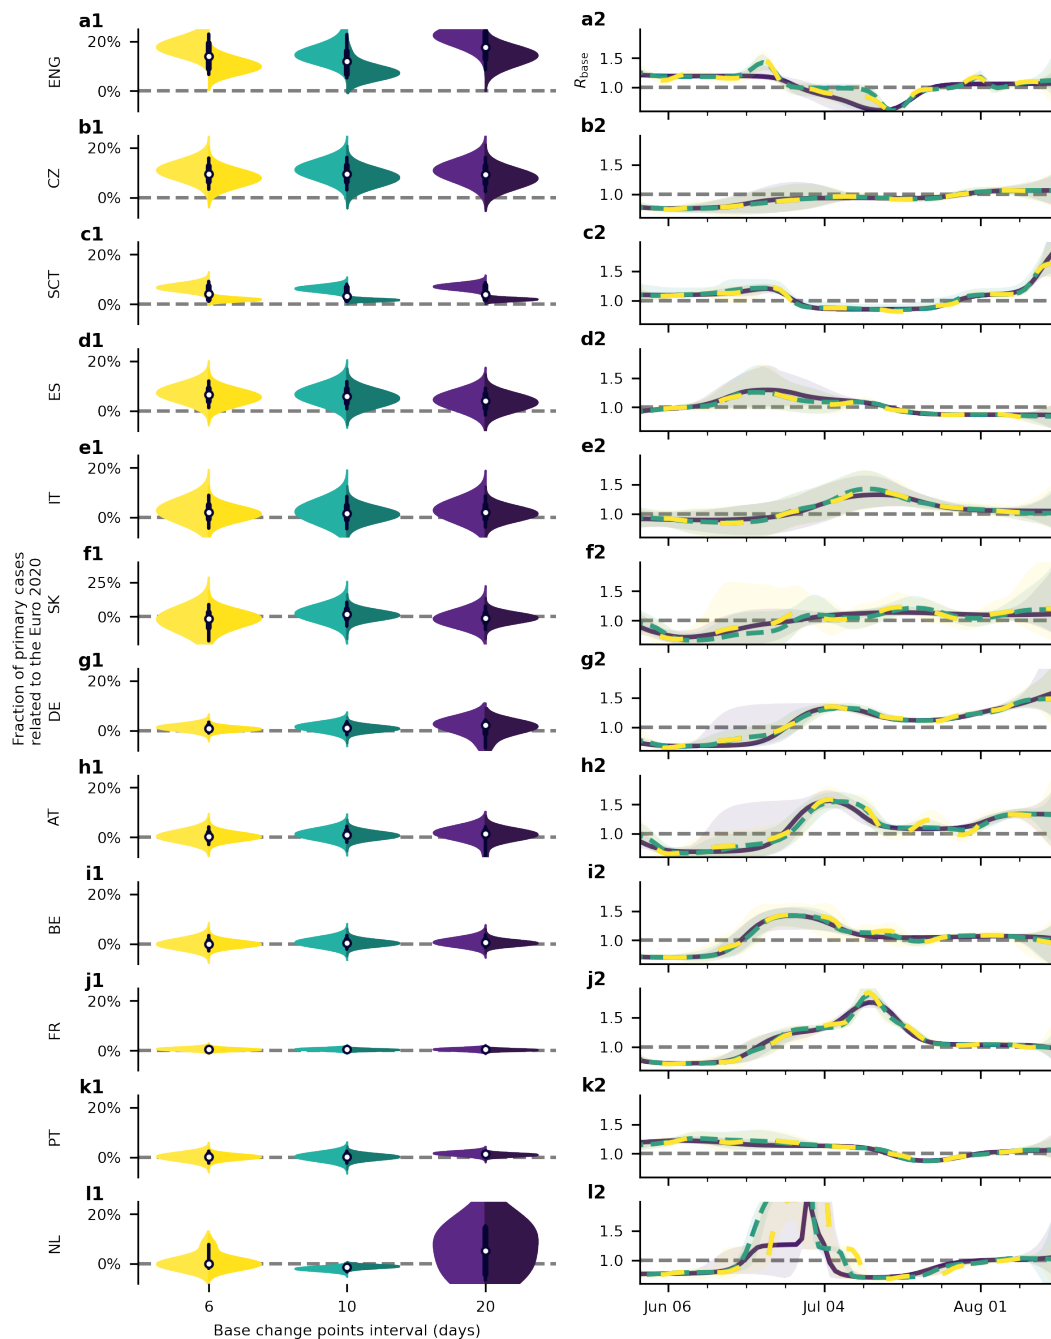 a1
20%
0%
ENG
a2
1.5
1.0
Rbase
b1
20%
0%
CZ
b2
1.5
1.0
c1
20%
0%
SCT
c2
1.5
1.0
d1
20%
0%
ES
d2
1.5
1.0
e1
20%
0%
IT
e2
1.5
1.0
Fraction of primary cases
related to the Euro 2020
f1
25%
0%
SK
f2
1.5
1.0
g1
20%
0%
DE
g2
1.5
1.0
h1
20%
0%
AT
h2
1.5
1.0
i1
20%
0%
BE
i2
1.5
1.0
j1
20%
0%
FR
j2
1.5
1.0
k1
20%
0%
PT
k2
1.5
1.0
l1
20%
0%
NL
l2
1.5
1.0
6 10 20
Base change points interval (days)
Jun 06 Jul 04 Aug 01